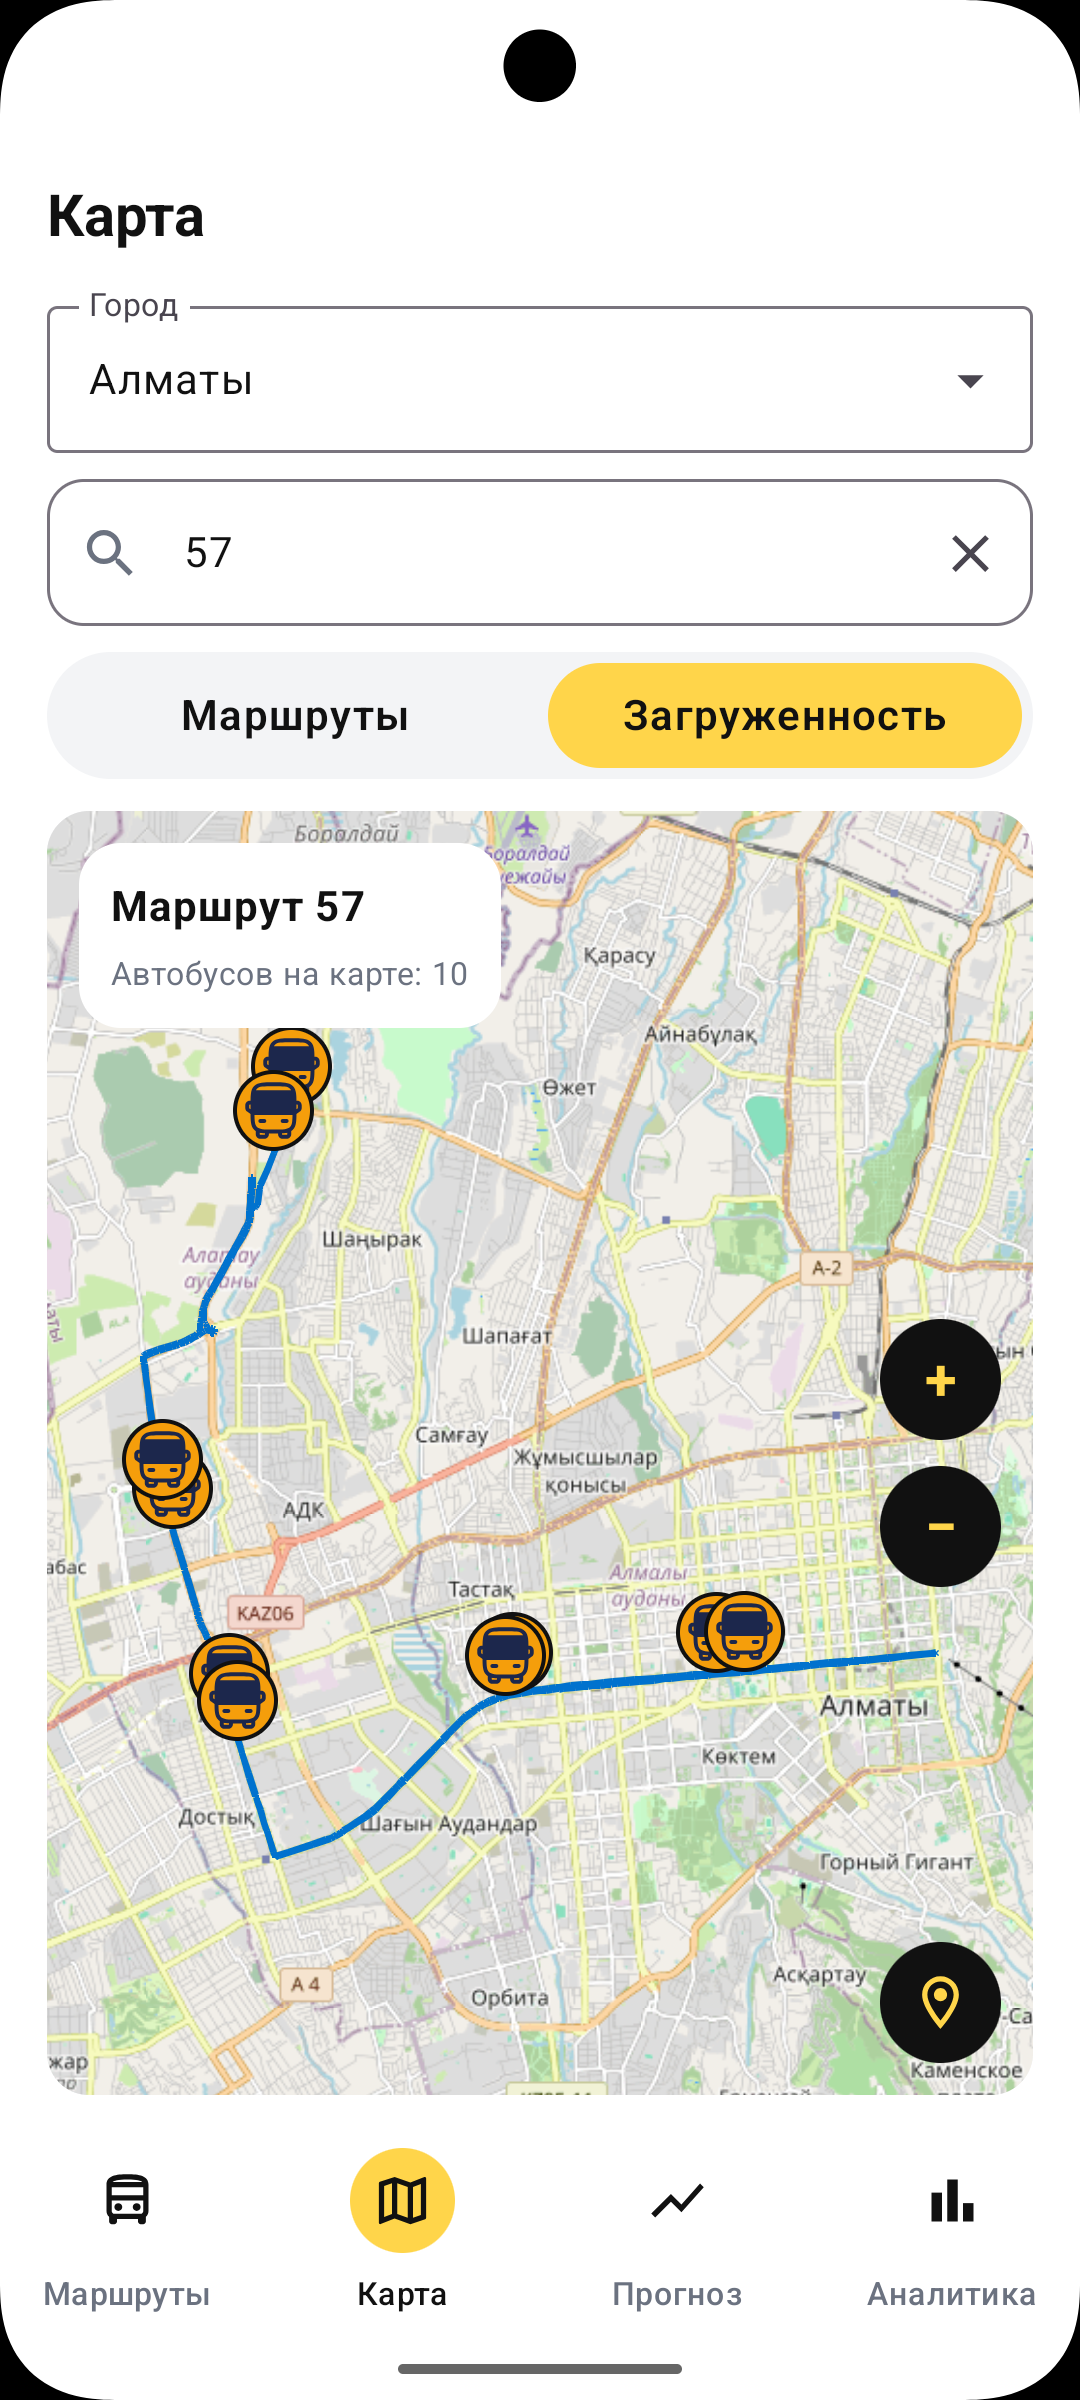 Карта
Город
Алматы
57
Маршруты
Загруженность
Боралдай
Боралдай
Маршрут 57
Автобусов на карте: 10
Қарасу
Айнабұлақ
Өжет
Шаңырақ
Алатау
ауданы
А-2
Шапағат
Самғау
Жұмысшылар
қонысы
АДК
Тастақ
Алмалы
ауданы
KAZ06
Алматы
Көктем
Достық
Шағын Аудандар
Горный Гигант
Асқартау
А 4
Орбита
Каменское
Маршруты
Карта
Прогноз
Аналитика